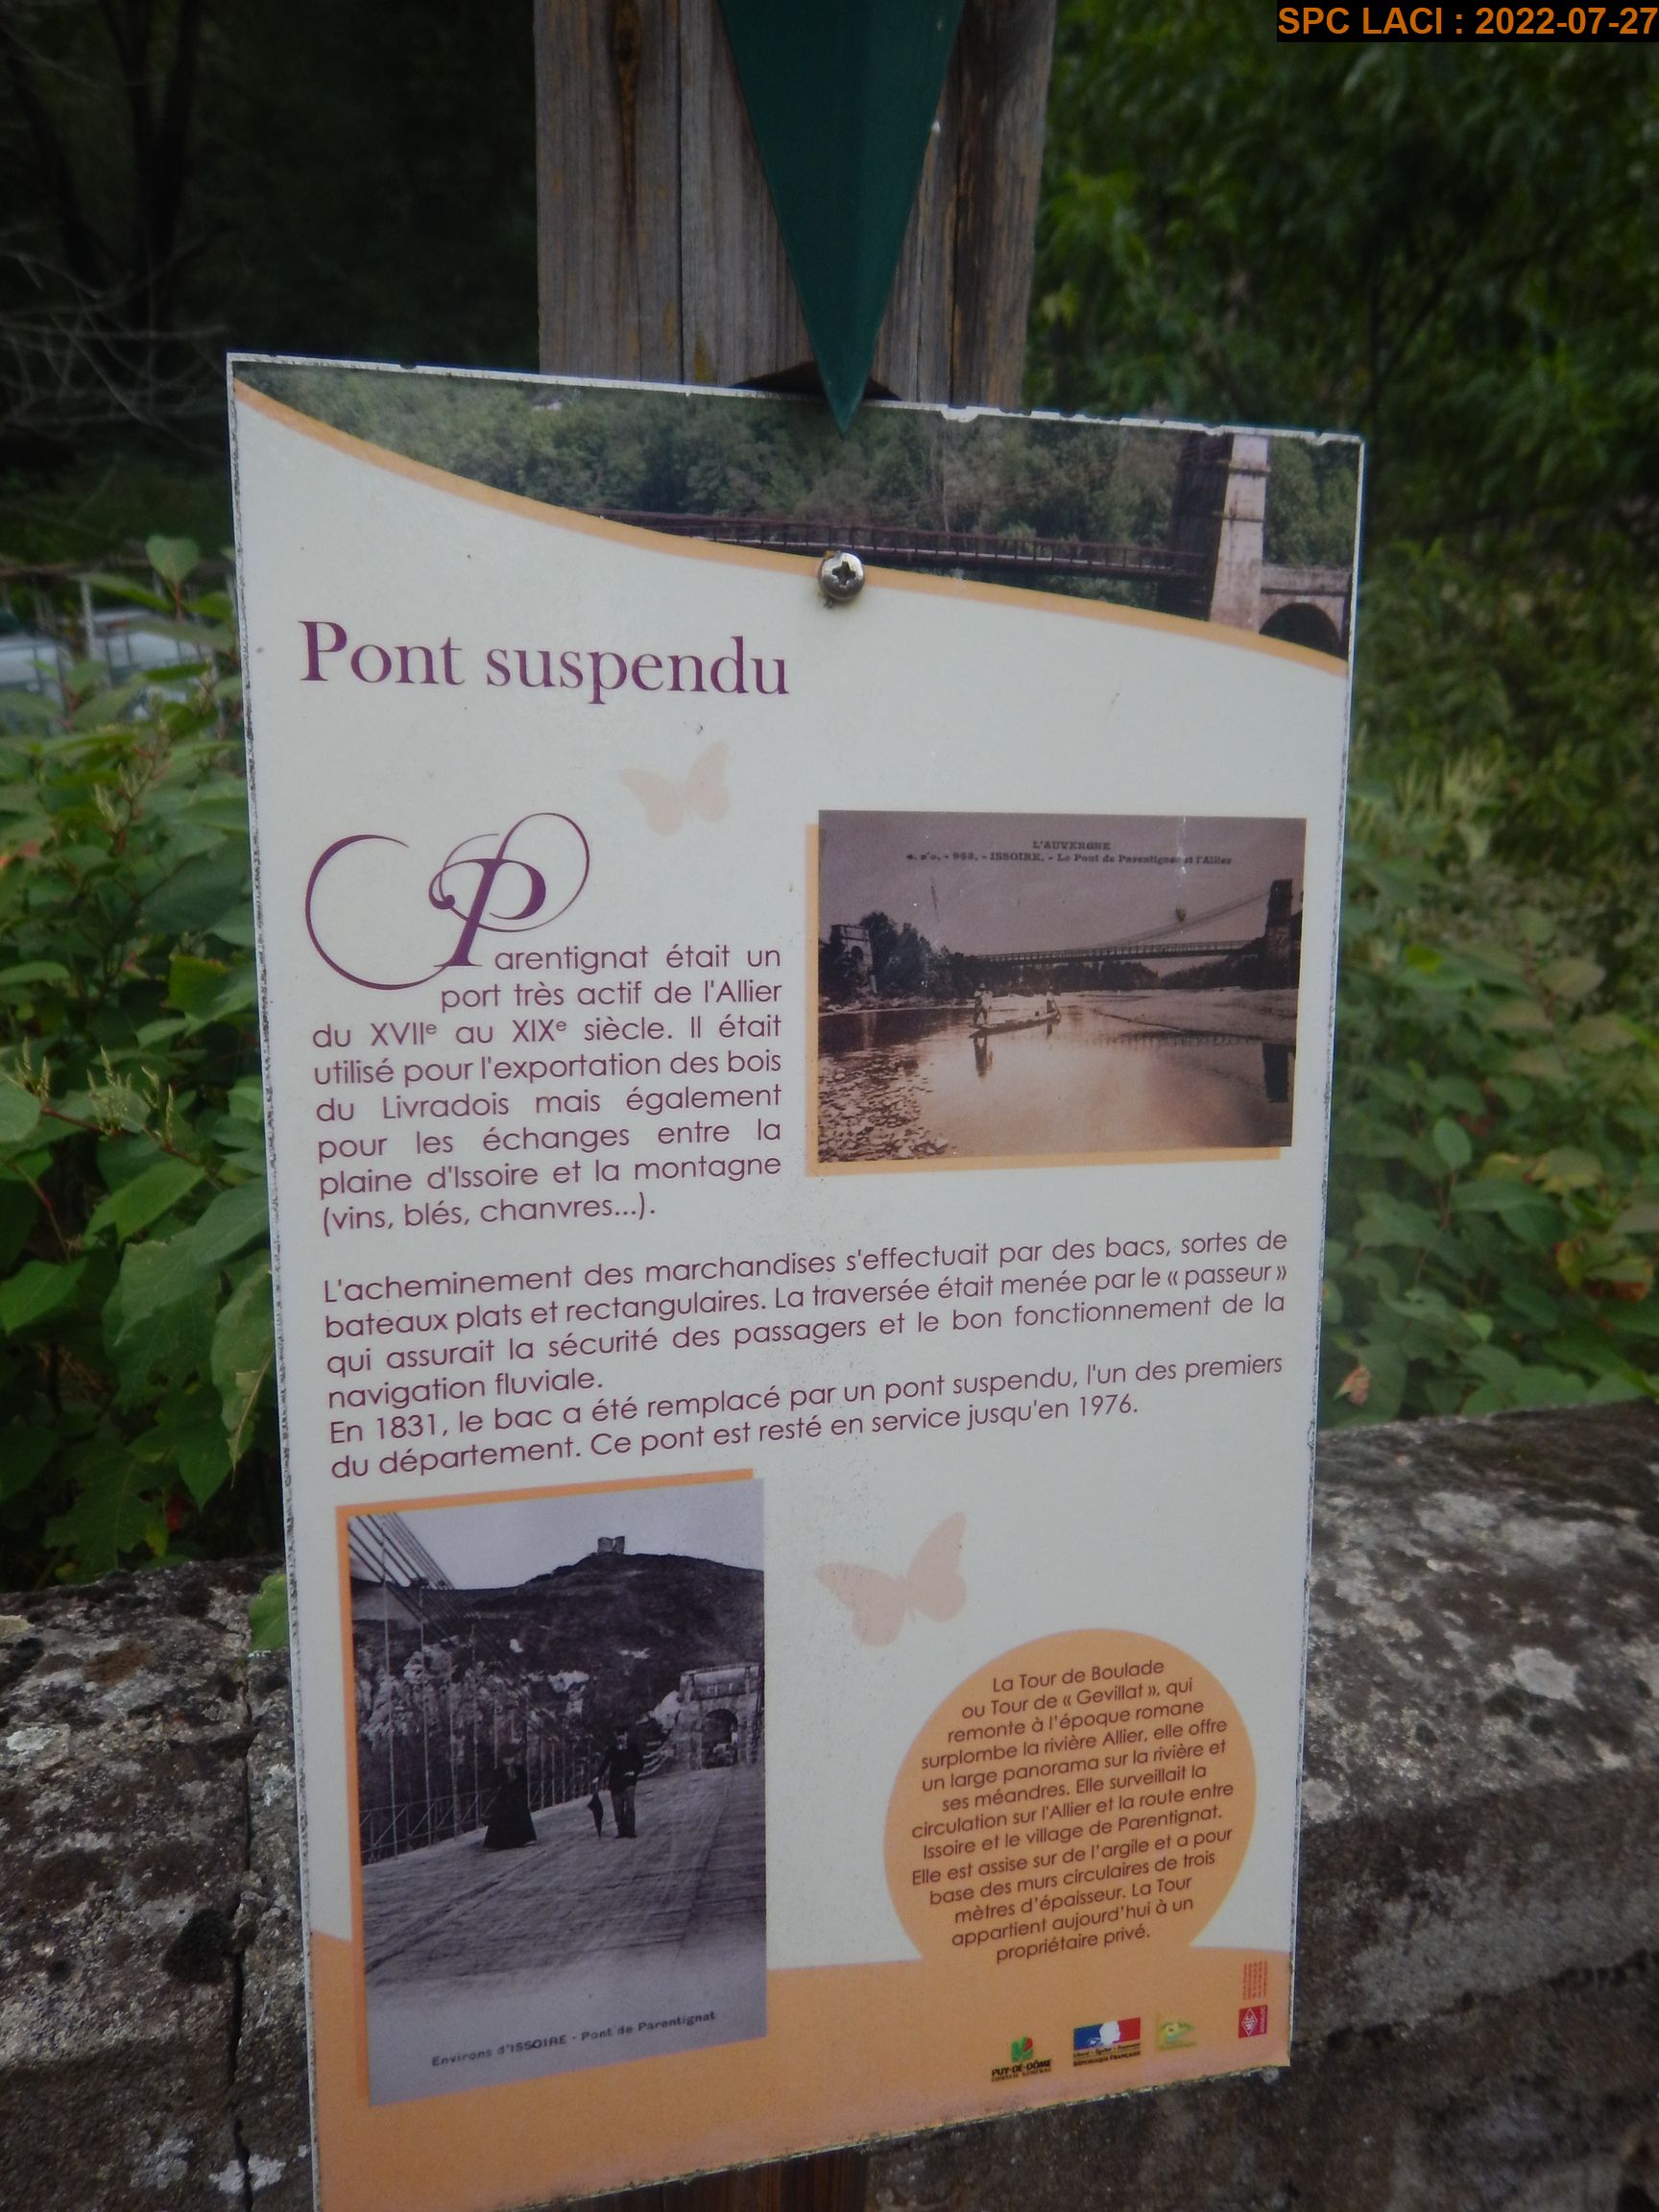 SPC LACI : 2022-07-27
Pont suspendu
Parentignat était un
port très actif de l'Allier
du XVIIe au XIXe siècle. Il était
utilisé pour l'exportation des bois
du Livradois mais également
pour les échanges entre la
plaine d'Issoire et la montagne
(vins, blés, chanvres...).
L'AUVERGNE
ISSOIRE. - Le Pont de Parentignat et l'Allier
L'acheminement des marchandises s'effectuait par des bacs, sortes de
bateaux plats et rectangulaires. La traversée était menée par le « passeur »
qui assurait la sécurité des passagers et le bon fonctionnement de la
navigation fluviale.
En 1831, le bac a été remplacé par un pont suspendu, l'un des premiers
du département. Ce pont est resté en service jusqu'en 1976.
Environs d'ISSOIRE - Pont de Parentignat
La Tour de Boulade
ou Tour de « Gevillat », qui
remonte à l'époque romane
surplombe la rivière Allier, elle offre
un large panorama sur la rivière et
ses méandres. Elle surveillait la
circulation sur l'Allier et la route entre
Issoire et le village de Parentignat.
Elle est assise sur de l'argile et a pour
base des murs circulaires de trois
mètres d'épaisseur. La Tour
appartient aujourd'hui à un
propriétaire privé.
PUY-DE-DÔME
CONSEIL GÉNÉRAL
RÉPUBLIQUE FRANÇAISE